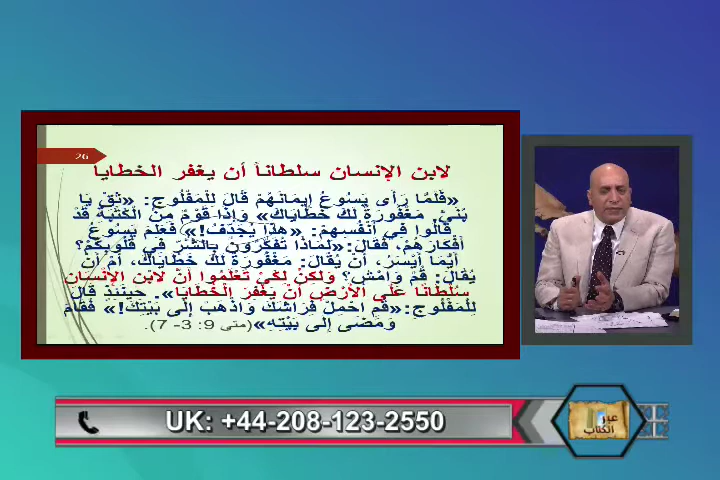 26
لابن الإنسان سلطاناً أن يغفر الخطايا
«فَلَمَّا رَأَى يَسُوعُ إِيمَانَهُمْ قَالَ لِلْمَفْلُوجِ: «ثِقْ يَا
بُنَيَّ. مَغْفُورَةٌ لَكَ خَطَايَاكَ» وَإِذَا قَوْمٌ مِنَ الْكَتَبَةِ قَدْ
قَالُوا فِي أَنْفُسِهِمْ: «هذَا يُجَدِّفُ!» فَعَلِمَ يَسُوعُ
أَفْكَارَهُمْ، فَقَالَ: «لِمَاذَا تُفَكِّرُونَ بِالشَّرِّ فِي قُلُوبِكُمْ؟
أَيُّمَا أَيْسَرُ، أَنْ يُقَالَ: مَغْفُورَةٌ لَكَ خَطَايَاكَ، أَمْ أَنْ
يُقَالَ: قُمْ وَامْشِ؟ وَلكِنْ لِكَيْ تَعْلَمُوا أَنَّ لابْنِ الإِنْسَانِ
سُلْطَانًا عَلَى الأَرْضِ أَنْ يَغْفِرَ الْخَطَايَا». حِينَئِذٍ قَالَ
لِلْمَفْلُوجِ: «قُمِ احْمِلْ فِرَاشَكَ وَاذْهَبْ إِلَى بَيْتِكَ!» فَقَامَ
وَمَضَى إِلَى بَيْتِهِ» (متى 9: 3- 7).
UK: +44-208-123-2550
عبر
الكتاب